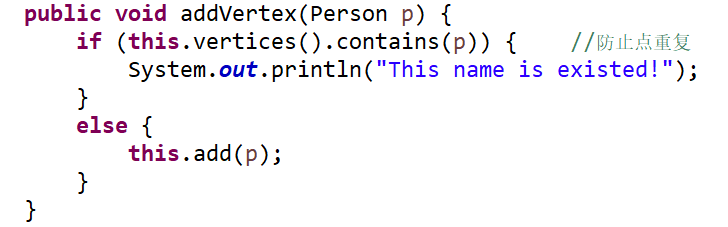 public void addVertex(Person p) {
    if (this.vertices().contains(p)) {    //防止点重复
        System.out.println("This name is existed!");
    }
    else {
        this.add(p);
    }
}